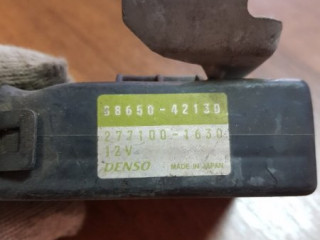 88650-42130
277100-1630
12V
DENSO MADE IN JAPAN